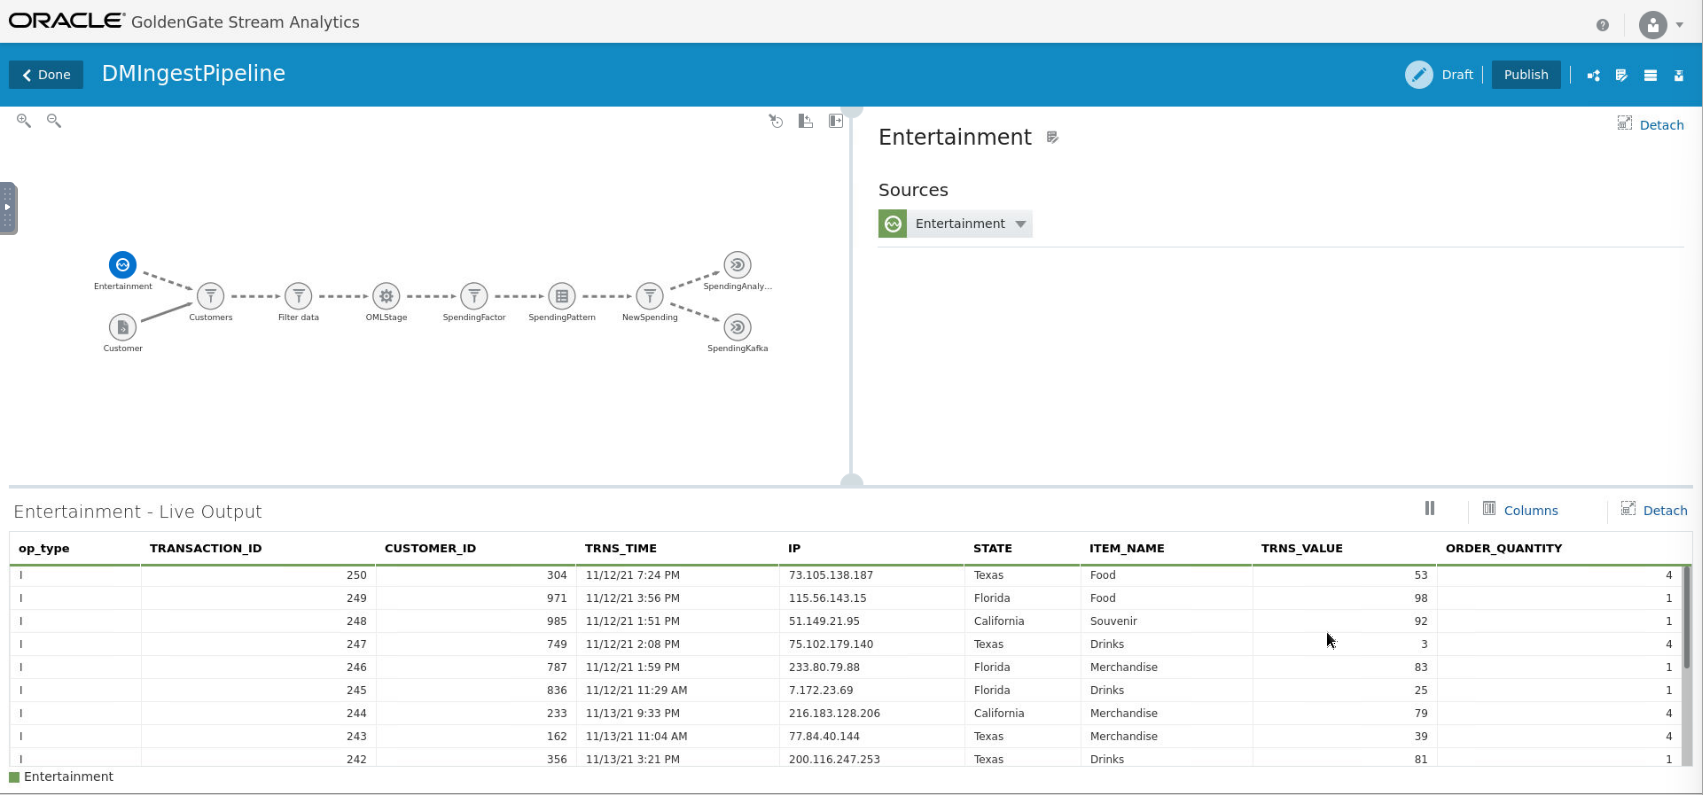 ORACLE GoldenGate Stream Analytics
Done DMIngestPipeline Draft Publish
Entertainment
Detach
Sources
Entertainment
Entertainment
Customer
Customers
Filter data
OMLStage
SpendingFactor
SpendingPattern
NewSpending
SpendingAnaly...
SpendingKafka
Entertainment - Live Output Columns Detach
op_type TRANSACTION_ID CUSTOMER_ID TRNS_TIME IP STATE ITEM_NAME TRNS_VALUE ORDER_QUANTITY
I 250 304 11/12/21 7:24 PM 73.105.138.187 Texas Food 53 4
I 249 971 11/12/21 3:56 PM 115.56.143.15 Florida Food 98 1
I 248 985 11/12/21 1:51 PM 51.149.21.95 California Souvenir 92 1
I 247 749 11/12/21 2:08 PM 75.102.179.140 Texas Drinks 3 4
I 246 787 11/12/21 1:59 PM 233.80.79.88 Florida Merchandise 83 1
I 245 836 11/12/21 11:29 AM 7.172.23.69 Florida Drinks 25 1
I 244 233 11/13/21 9:33 PM 216.183.128.206 California Merchandise 79 4
I 243 162 11/13/21 11:04 AM 77.84.40.144 Texas Merchandise 39 4
I 242 356 11/13/21 3:21 PM 200.116.247.253 Texas Drinks 81 1
Entertainment